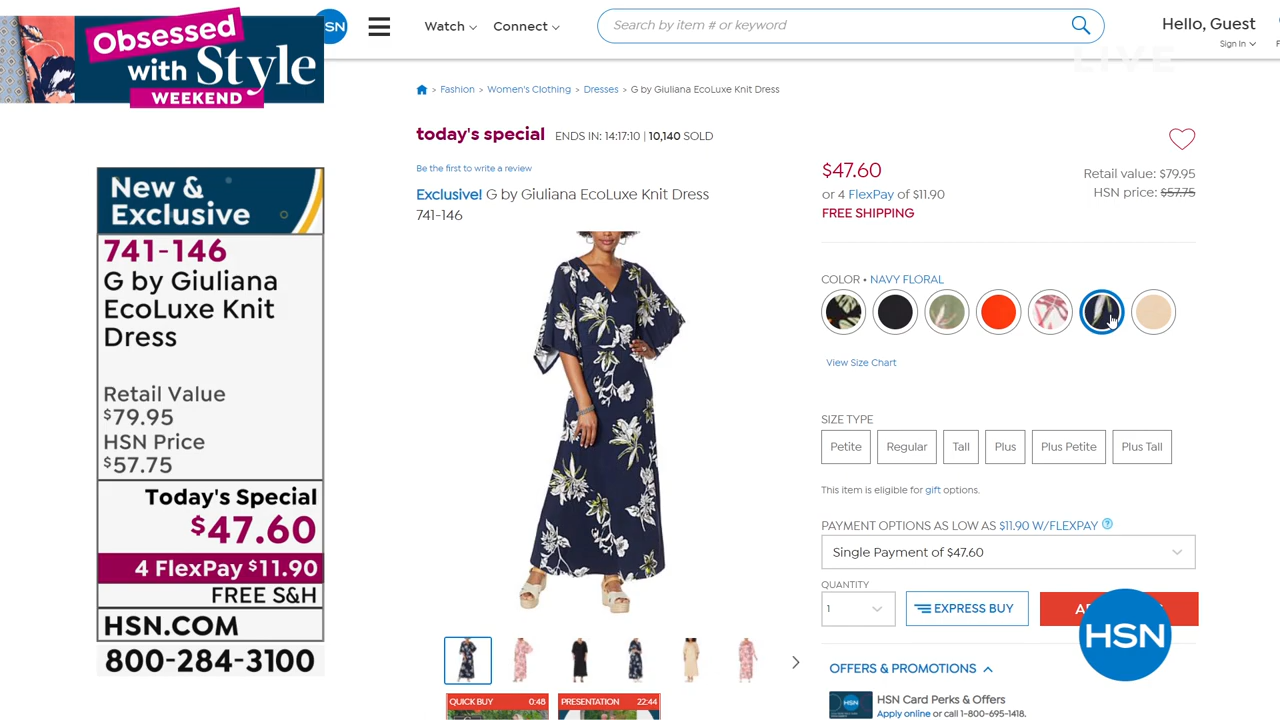 Obsessed
with Style
WEEKEND
SN
Watch
Connect
Search by item # or keyword
Hello, Guest
Sign In
LIVE
> Fashion > Women's Clothing > Dresses > G by Giuliana EcoLuxe Knit Dress
today's special ENDS IN: 14:17:10 | 10,140 SOLD
Be the first to write a review
Exclusive! G by Giuliana EcoLuxe Knit Dress
741-146
$47.60
or 4 FlexPay of $11.90
FREE SHIPPING
Retail value: $79.95
HSN price: $57.75
COLOR • NAVY FLORAL
View Size Chart
SIZE TYPE
Petite Regular Tall Plus Plus Petite Plus Tall
This item is eligible for gift options.
PAYMENT OPTIONS AS LOW AS $11.90 W/FLEXPAY ?
Single Payment of $47.60
QUANTITY
1
EXPRESS BUY
HSN
OFFERS & PROMOTIONS
HSN Card Perks & Offers
Apply online or call 1-800-695-1418.
QUICK BUY 0:48
PRESENTATION 22:44
New &
Exclusive
741-146
G by Giuliana
EcoLuxe Knit
Dress
Retail Value
$79.95
HSN Price
$57.75
Today's Special
$47.60
4 FlexPay $11.90
FREE S&H
HSN.COM
800-284-3100